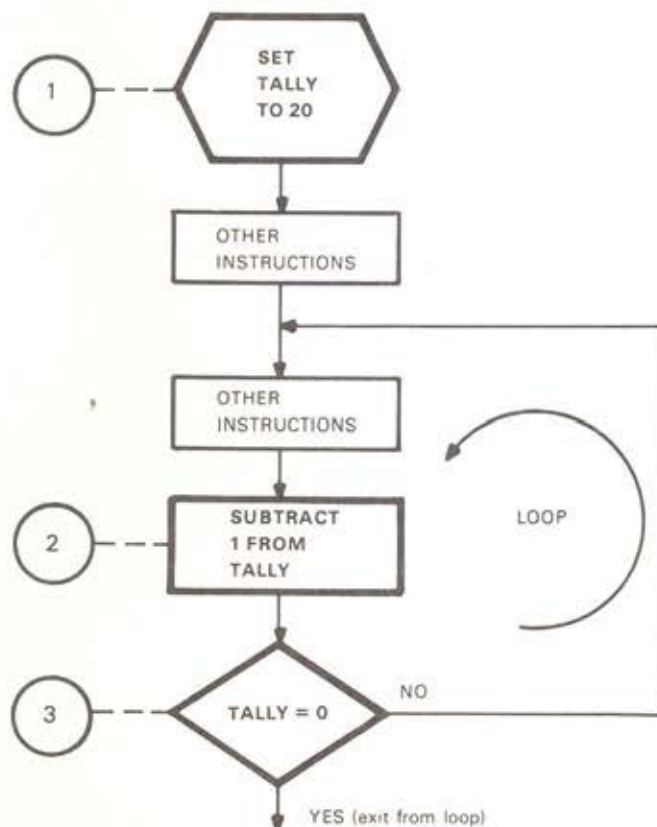 1
SET
TALLY
TO 20
OTHER
INSTRUCTIONS
OTHER
INSTRUCTIONS
LOOP
2
SUBTRACT
1 FROM
TALLY
3
TALLY = 0
NO
YES (exit from loop)